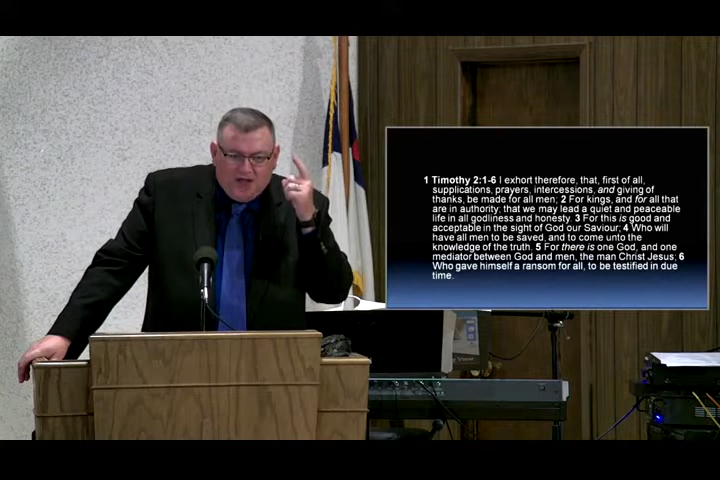 1 Timothy 2:1-6 I exhort therefore, that, first of all,
supplications, prayers, intercessions, and giving of
thanks, be made for all men; 2 For kings, and for all that
are in authority; that we may lead a quiet and peaceable
life in all godliness and honesty. 3 For this is good and
acceptable in the sight of God our Saviour; 4 Who will
have all men to be saved, and to come unto the
knowledge of the truth. 5 For there is one God, and one
mediator between God and men, the man Christ Jesus; 6
Who gave himself a ransom for all, to be testified in due
time.